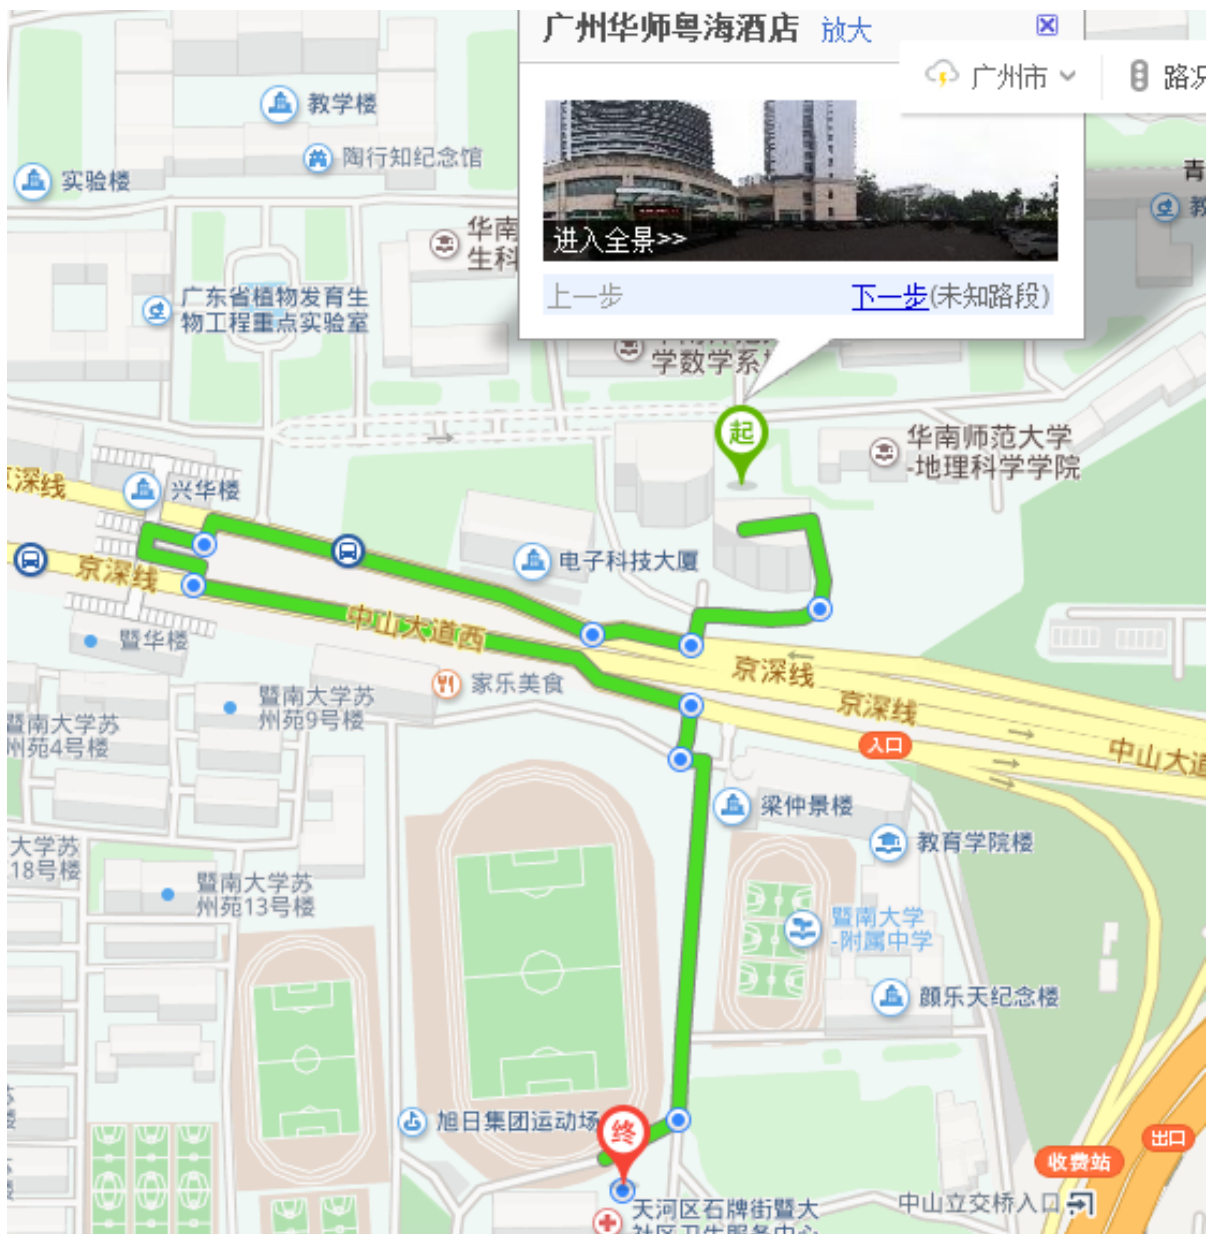 广州华师粤海酒店 放大
广州市
路况
教学楼
陶行知纪念馆
实验楼
华南
生科
青
教
进入全景>>
上一步
下一步(未知路段)
广东省植物发育生
物工程重点实验室
学数学系
起
华南师范大学
-地理科学学院
京深线
兴华楼
电子科技大厦
京深线
中山大道西
暨华楼
家乐美食
京深线
京深线
入口
中山大道
暨南大学苏
州苑9号楼
暨南大学苏
州苑4号楼
梁仲景楼
教育学院楼
大学苏
18号楼
暨南大学苏
州苑13号楼
暨南大学
-附属中学
颜乐天纪念楼
旭日集团运动场
终
出口
收费站
中山立交桥入口
天河区石牌街暨大
社区卫生服务中心